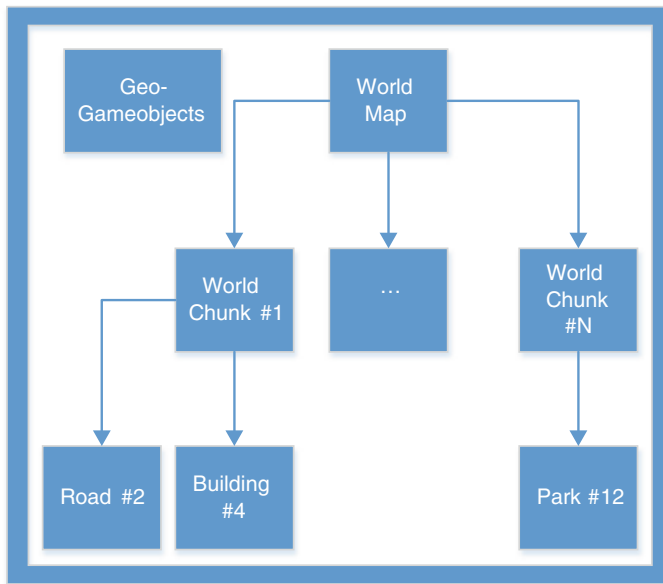 Geo-
Gameobjects
World
Map
World
Chunk #1
...
World
Chunk
#N
Road #2
Building
#4
Park #12